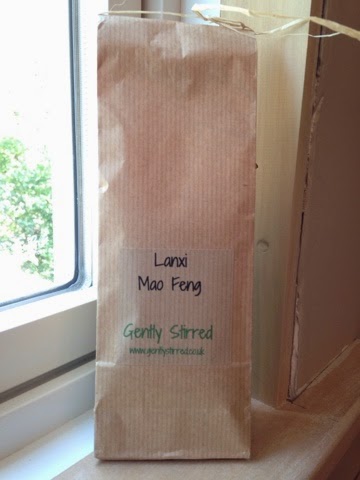 Lanxi
Mao Feng
Gently Stirred
www.gentlystirred.co.uk